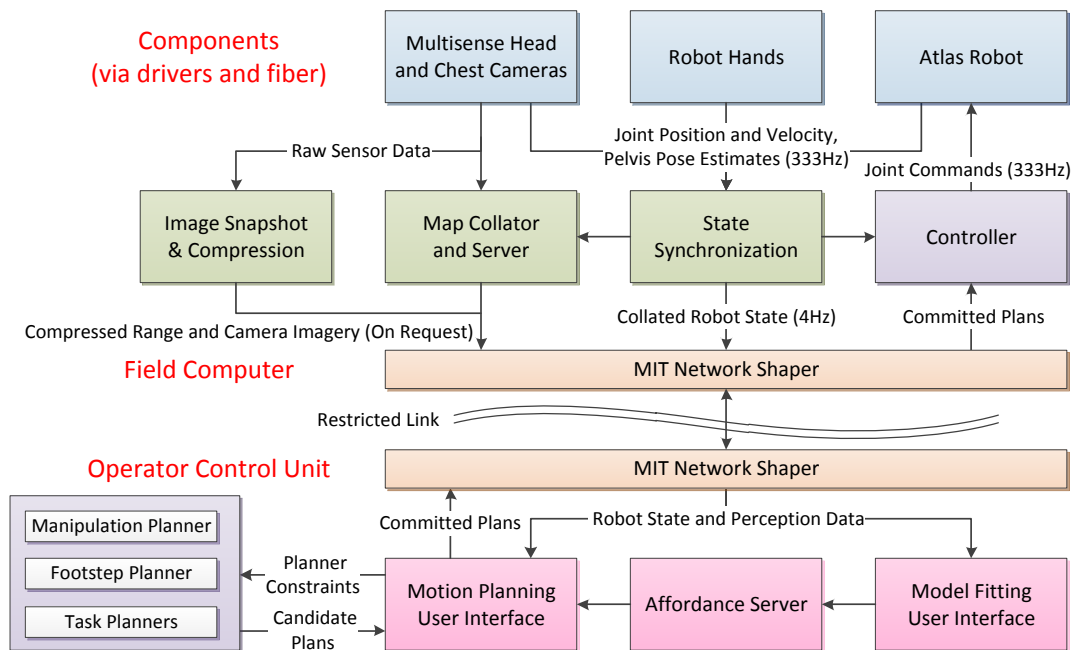 Components
(via drivers and fiber)
Multisense Head
and Chest Cameras
Robot Hands
Atlas Robot
Raw Sensor Data
Joint Position and Velocity,
Pelvis Pose Estimates (333Hz)
Joint Commands (333Hz)
Image Snapshot
& Compression
Map Collator
and Server
State
Synchronization
Controller
Compressed Range and Camera Imagery (On Request)
Collated Robot State (4Hz)
Committed Plans
Field Computer
MIT Network Shaper
Restricted Link
Operator Control Unit
MIT Network Shaper
Manipulation Planner
Footstep Planner
Task Planners
Committed Plans
Robot State and Perception Data
Planner
Constraints
Candidate
Plans
Motion Planning
User Interface
Affordance Server
Model Fitting
User Interface